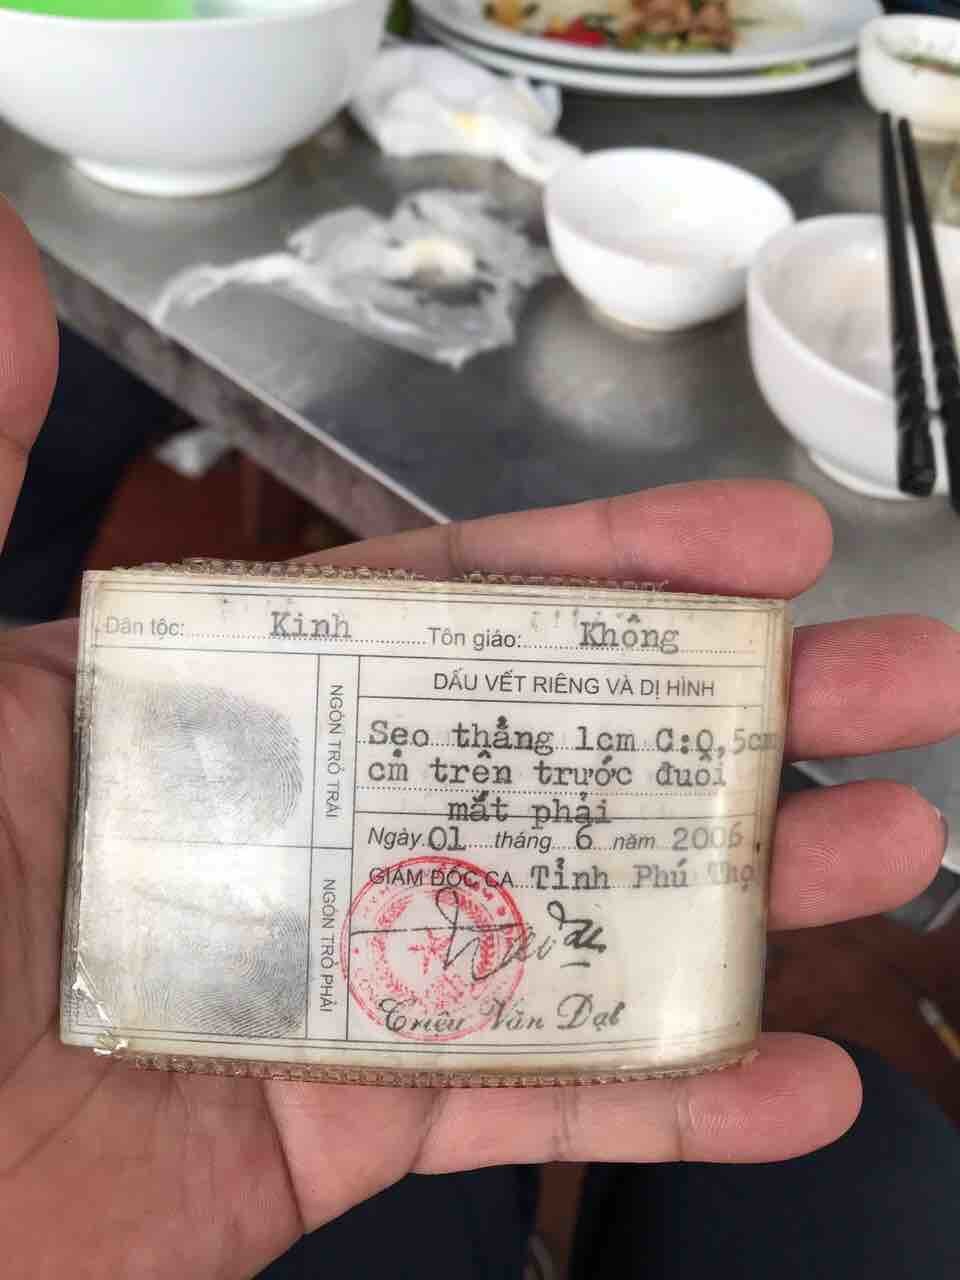 Dân tộc: Kinh Tôn giáo: Không
DẤU VẾT RIÊNG VÀ DỊ HÌNH
NGÓN TRỎ TRÁI
Sẹo thẳng 1cm C:0,5cm
cm trên trước đuôi
mắt phải
Ngày 01 tháng 6 năm 2006
NGÓN TRỎ PHẢI
GIÁM ĐỐC CA Tỉnh Phú Thọ
Triệu Văn Đạt